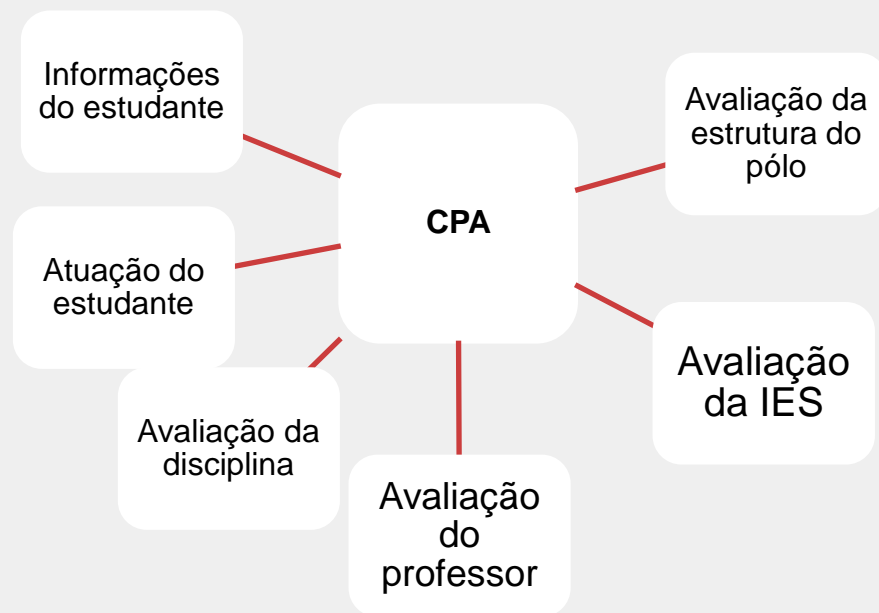 Informações
do estudante
Avaliação da
estrutura do
pólo
CPA
Atuação do
estudante
Avaliação
da IES
Avaliação da
disciplina
Avaliação
do
professor